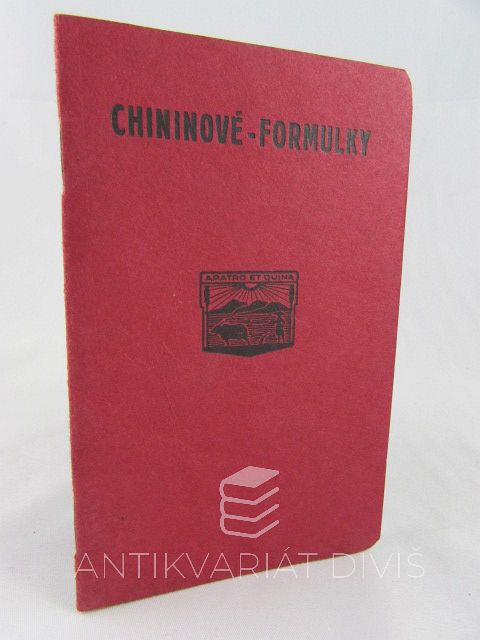 CHININOVÉ-FORMULKY
ARATRO ET QUINA
ANTIKVARIÁT DIVIŠ